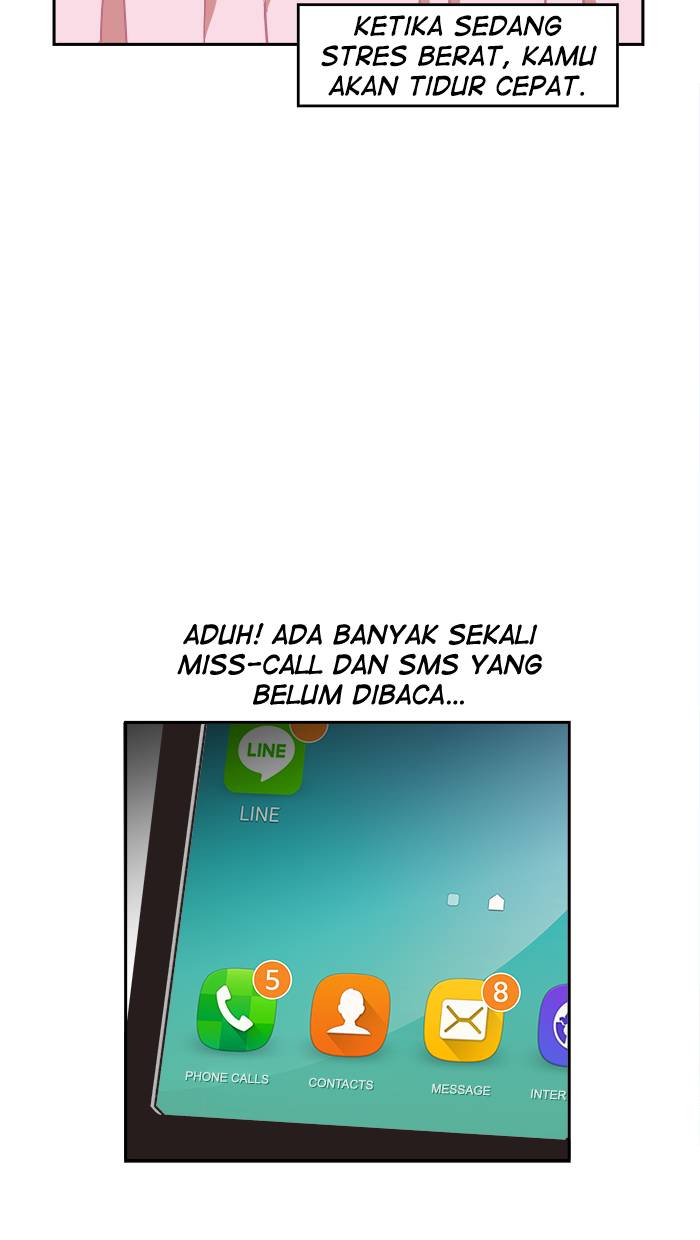 KETIKA SEDANG
STRES BERAT, KAMU
AKAN TIDUR CEPAT.
ADUH! ADA BANYAK SEKALI
MISS-CALL DAN SMS YANG
BELUM DIBACA...
LINE
LINE
5
8
PHONE CALLS
CONTACTS
MESSAGE
INTER